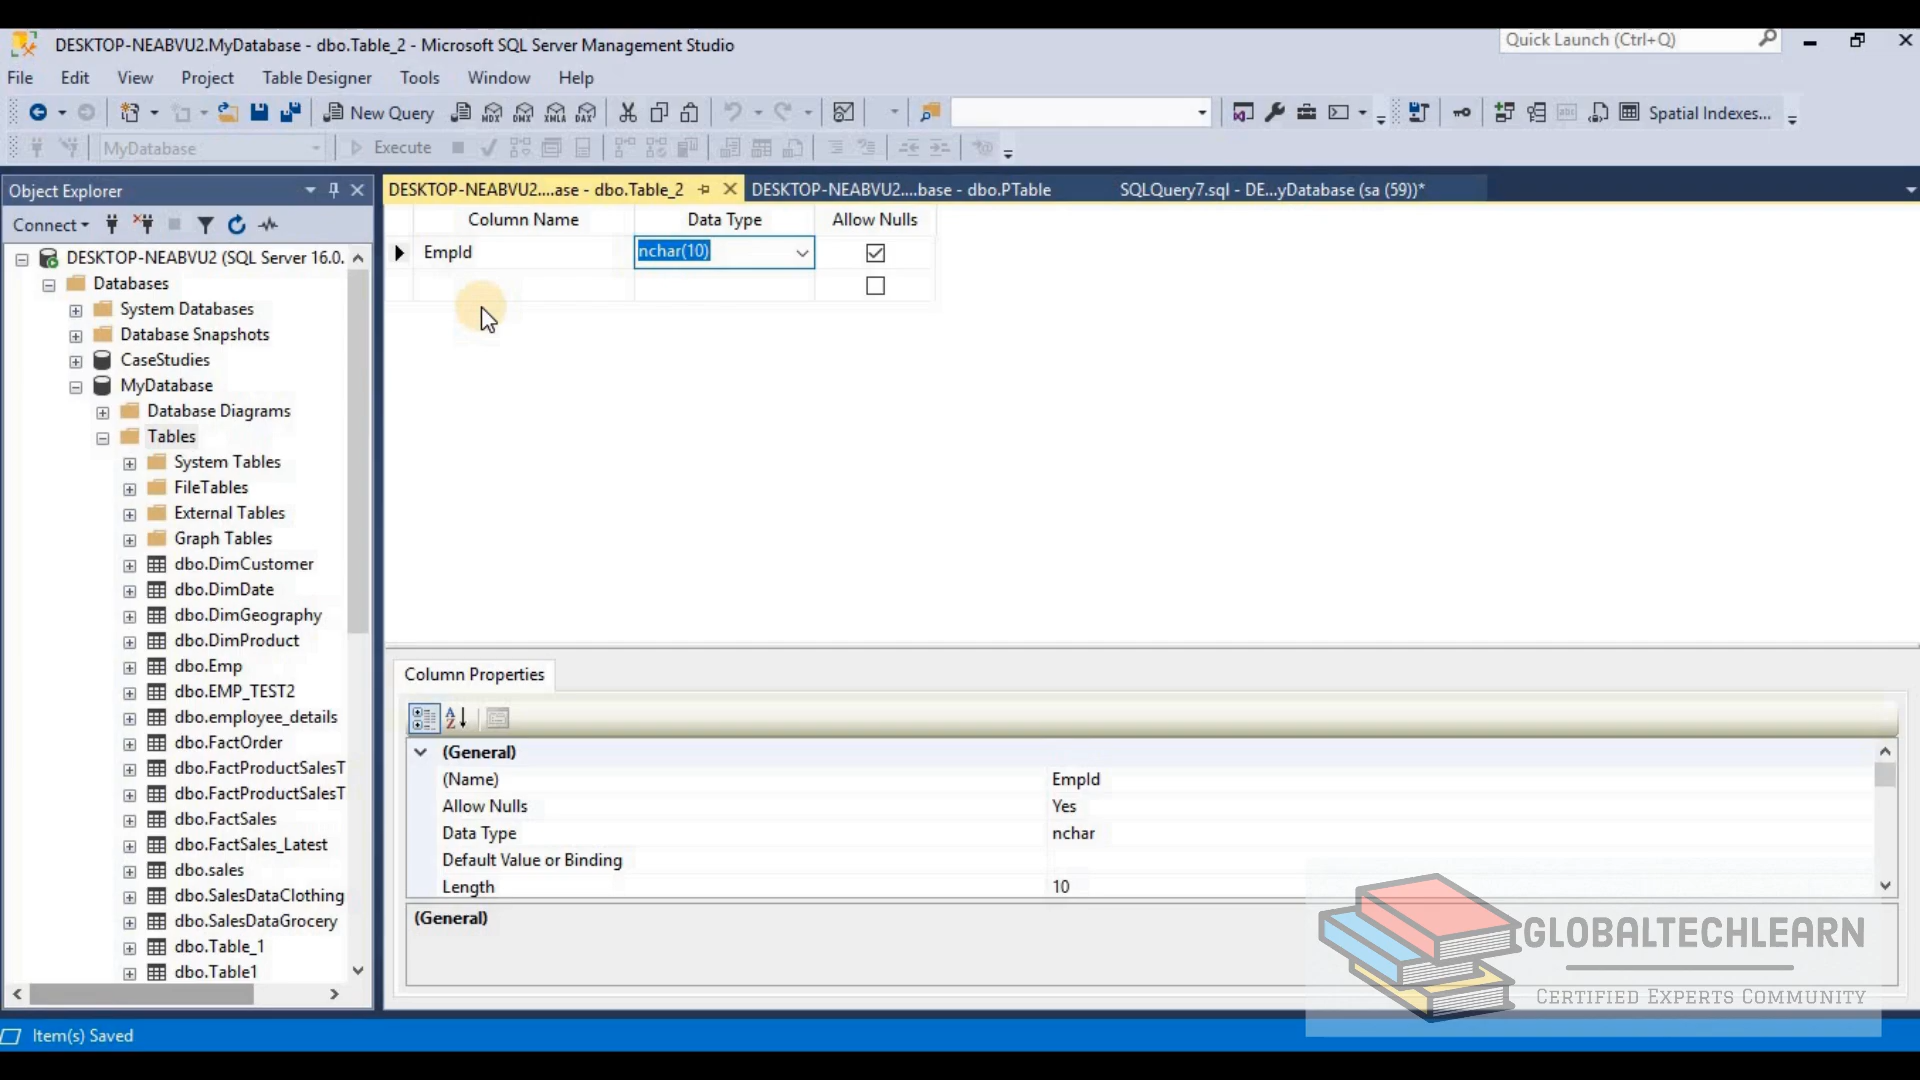 DESKTOP-NEABVU2.MyDatabase - dbo.Table_2 - Microsoft SQL Server Management Studio
Quick Launch (Ctrl+Q)
File Edit View Project Table Designer Tools Window Help
New Query MDX DMX XMLA DAX Spatial Indexes...
MyDatabase Execute
Object Explorer
DESKTOP-NEABVU2....ase - dbo.Table_2
DESKTOP-NEABVU2....base - dbo.PTable
SQLQuery7.sql - DE...yDatabase (sa (59))*
Connect
Column Name Data Type Allow Nulls
EmpId nchar(10)
DESKTOP-NEABVU2 (SQL Server 16.0.
Databases
System Databases
Database Snapshots
CaseStudies
MyDatabase
Database Diagrams
Tables
System Tables
FileTables
External Tables
Graph Tables
dbo.DimCustomer
dbo.DimDate
dbo.DimGeography
dbo.DimProduct
dbo.Emp
dbo.EMP_TEST2
dbo.employee_details
dbo.FactOrder
dbo.FactProductSalesT
dbo.FactProductSalesT
dbo.FactSales
dbo.FactSales_Latest
dbo.sales
dbo.SalesDataClothing
dbo.SalesDataGrocery
dbo.Table_1
dbo.Table1
Column Properties
(General)
(Name) EmpId
Allow Nulls Yes
Data Type nchar
Default Value or Binding
Length 10
(General)
GLOBALTECHLEARN
CERTIFIED EXPERTS COMMUNITY
Item(s) Saved